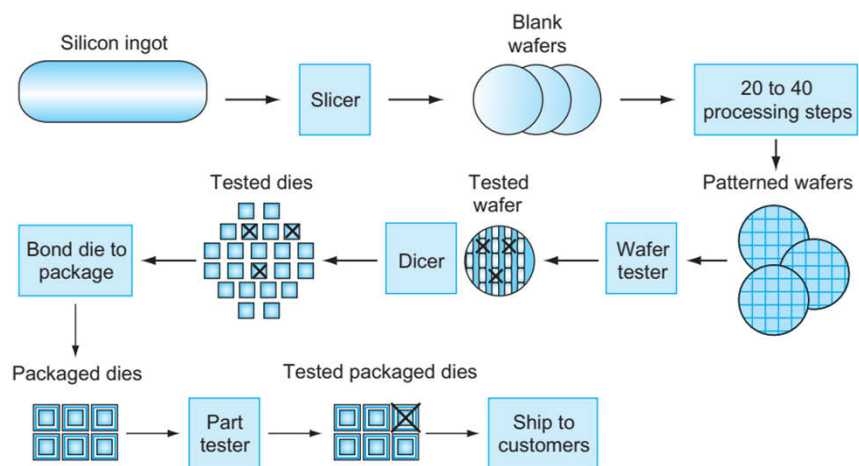 Silicon ingot
Slicer
Blank
wafers
20 to 40
processing steps
Tested dies
Tested
wafer
Patterned wafers
Bond die to
package
Dicer
Wafer
tester
Packaged dies
Part
tester
Tested packaged dies
Ship to
customers